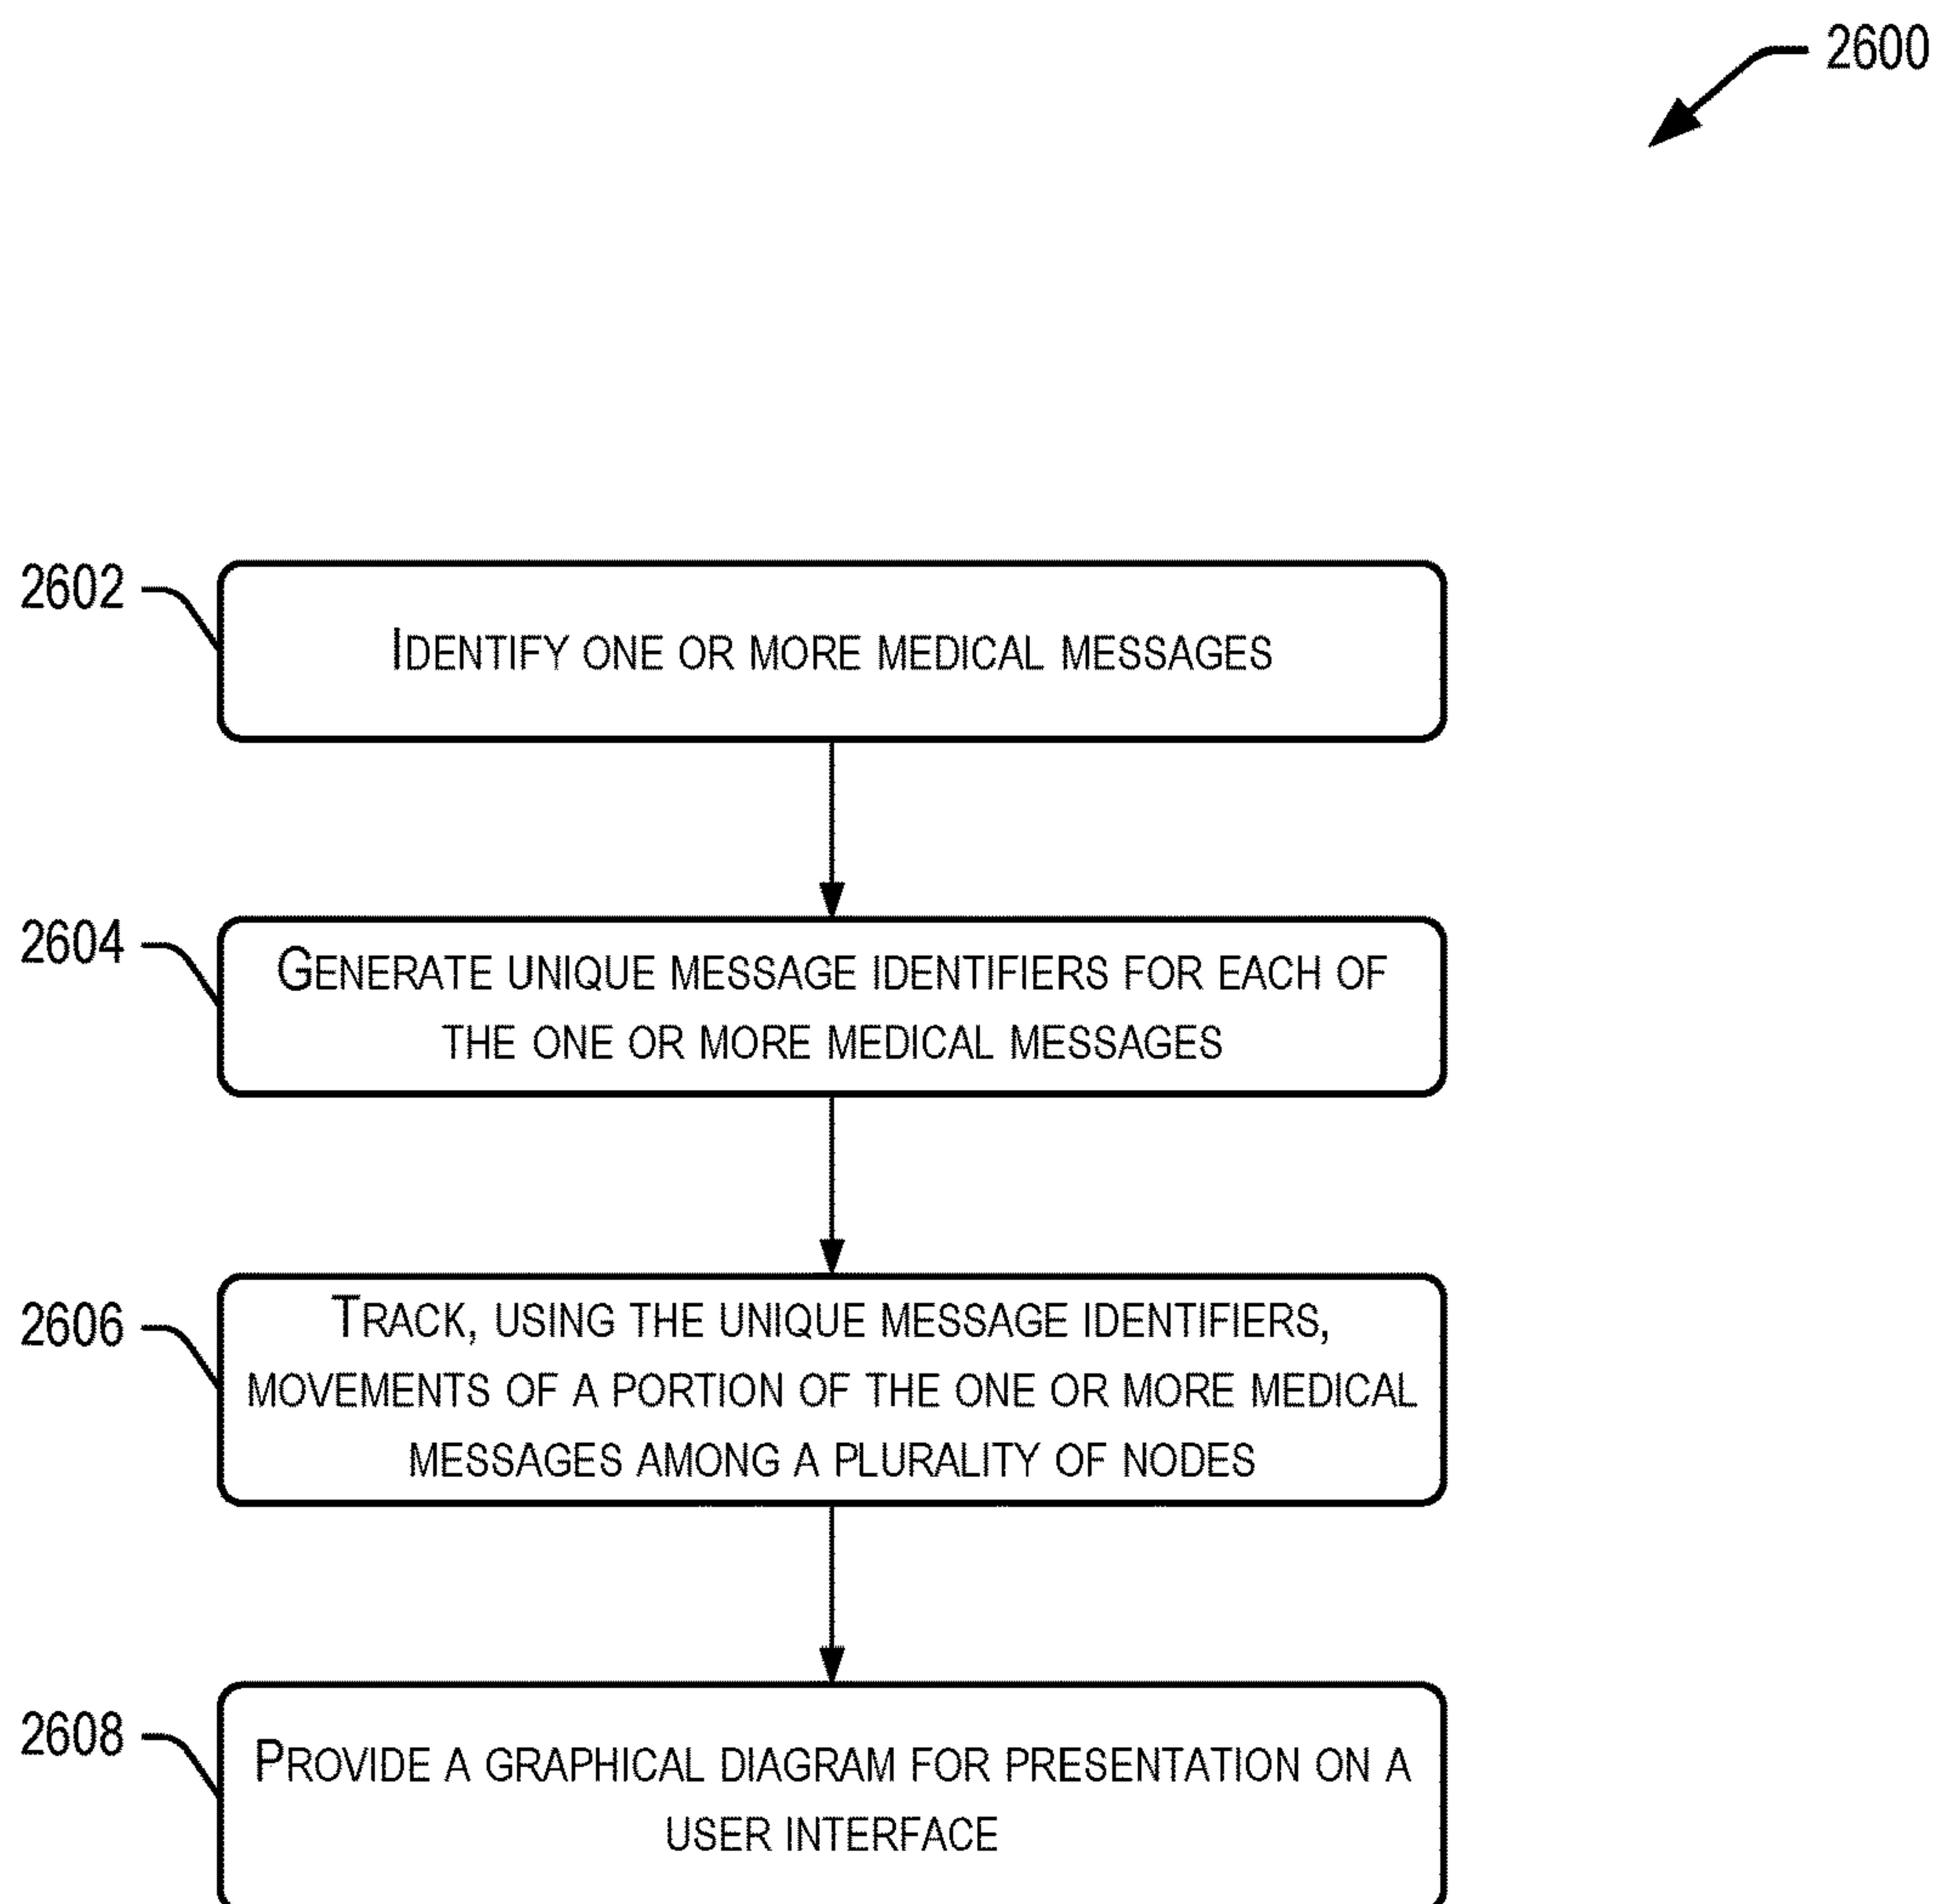 2600
2602
IDENTIFY ONE OR MORE MEDICAL MESSAGES
2604
GENERATE UNIQUE MESSAGE IDENTIFIERS FOR EACH OF
THE ONE OR MORE MEDICAL MESSAGES
2606
TRACK, USING THE UNIQUE MESSAGE IDENTIFIERS,
MOVEMENTS OF A PORTION OF THE ONE OR MORE MEDICAL
MESSAGES AMONG A PLURALITY OF NODES
2608
PROVIDE A GRAPHICAL DIAGRAM FOR PRESENTATION ON A
USER INTERFACE